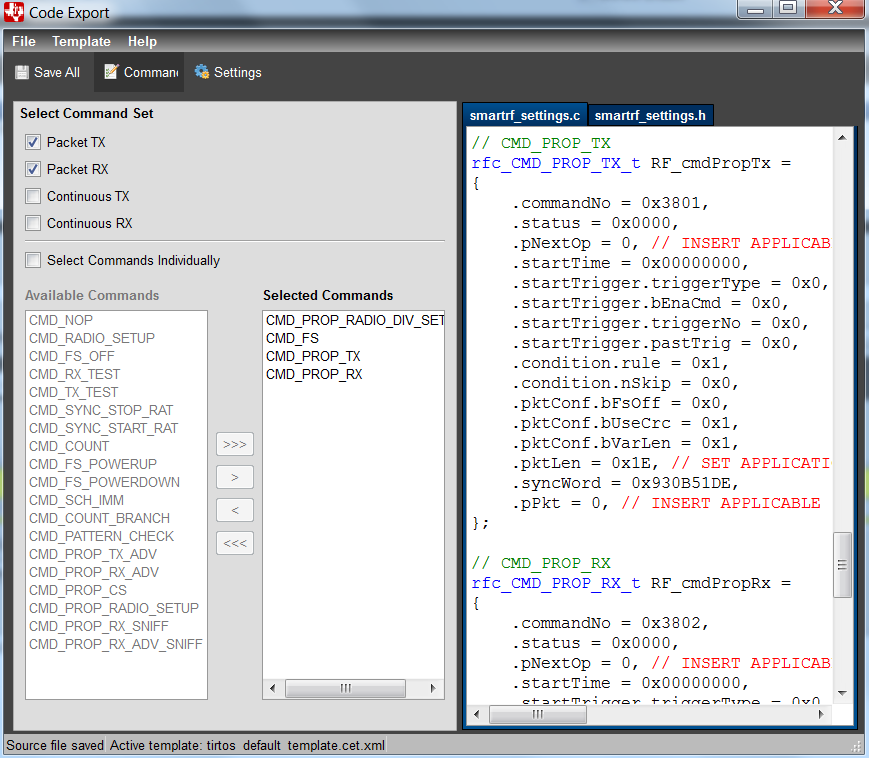 Code Export
File Template Help
Save All Comman Settings
Select Command Set
Packet TX
Packet RX
Continuous TX
Continuous RX
Select Commands Individually
Available Commands
CMD_NOP
CMD_RADIO_SETUP
CMD_FS_OFF
CMD_RX_TEST
CMD_TX_TEST
CMD_SYNC_STOP_RAT
CMD_SYNC_START_RAT
CMD_COUNT
CMD_FS_POWERUP
CMD_FS_POWERDOWN
CMD_SCH_IMM
CMD_COUNT_BRANCH
CMD_PATTERN_CHECK
CMD_PROP_TX_ADV
CMD_PROP_RX_ADV
CMD_PROP_CS
CMD_PROP_RADIO_SETUP
CMD_PROP_RX_SNIFF
CMD_PROP_RX_ADV_SNIFF
>>>
>
<
<<<
Selected Commands
CMD_PROP_RADIO_DIV_SET
CMD_FS
CMD_PROP_TX
CMD_PROP_RX
smartrf_settings.c smartrf_settings.h
// CMD_PROP_TX
rfc_CMD_PROP_TX_t RF_cmdPropTx =
{
.commandNo = 0x3801,
.status = 0x0000,
.pNextOp = 0, // INSERT APPLICAB
.startTime = 0x00000000,
.startTrigger.triggerType = 0x0,
.startTrigger.bEnaCmd = 0x0,
.startTrigger.triggerNo = 0x0,
.startTrigger.pastTrig = 0x0,
.condition.rule = 0x1,
.condition.nSkip = 0x0,
.pktConf.bFsOff = 0x0,
.pktConf.bUseCrc = 0x1,
.pktConf.bVarLen = 0x1,
.pktLen = 0x1E, // SET APPLICATI
.syncWord = 0x930B51DE,
.pPkt = 0, // INSERT APPLICABLE
};
// CMD_PROP_RX
rfc_CMD_PROP_RX_t RF_cmdPropRx =
{
.commandNo = 0x3802,
.status = 0x0000,
.pNextOp = 0, // INSERT APPLICAB
.startTime = 0x00000000,
.startTrigger.triggerType = 0x0
Source file saved Active template: tirtos_default_template.cet.xml